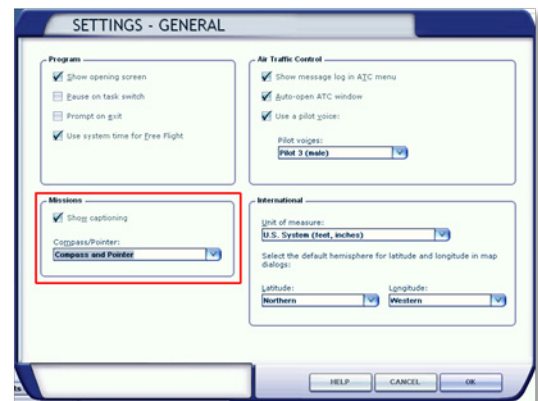 SETTINGS - GENERAL
Program
Show opening screen
Pause on task switch
Prompt on exit
Use system time for Free Flight
Air Traffic Control
Show message log in ATC menu
Auto-open ATC window
Use a pilot voice:
Pilot voices:
Pilot 3 (male)
Missions
Show captioning
Compass/Pointer:
Compass and Pointer
International
Unit of measure:
U.S. System (feet, inches)
Select the default hemisphere for latitude and longitude in map
dialogs:
Latitude:
Longitude:
Northern
Western
HELP
CANCEL
OK
ts